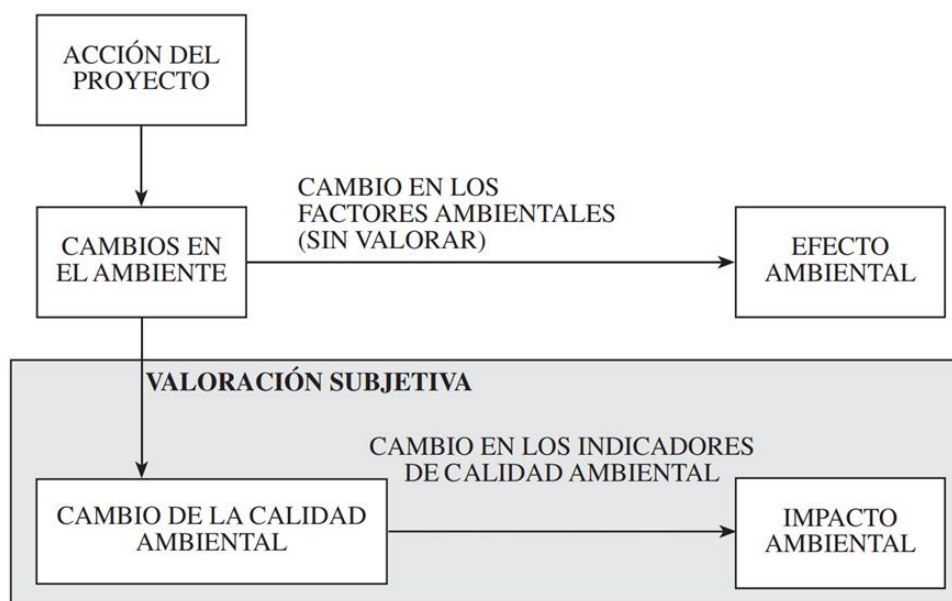 ACCIÓN DEL
PROYECTO
CAMBIO EN LOS
FACTORES AMBIENTALES
(SIN VALORAR)
CAMBIOS EN
EL AMBIENTE
EFECTO
AMBIENTAL
VALORACIÓN SUBJETIVA
CAMBIO EN LOS INDICADORES
DE CALIDAD AMBIENTAL
CAMBIO DE LA CALIDAD
AMBIENTAL
IMPACTO
AMBIENTAL